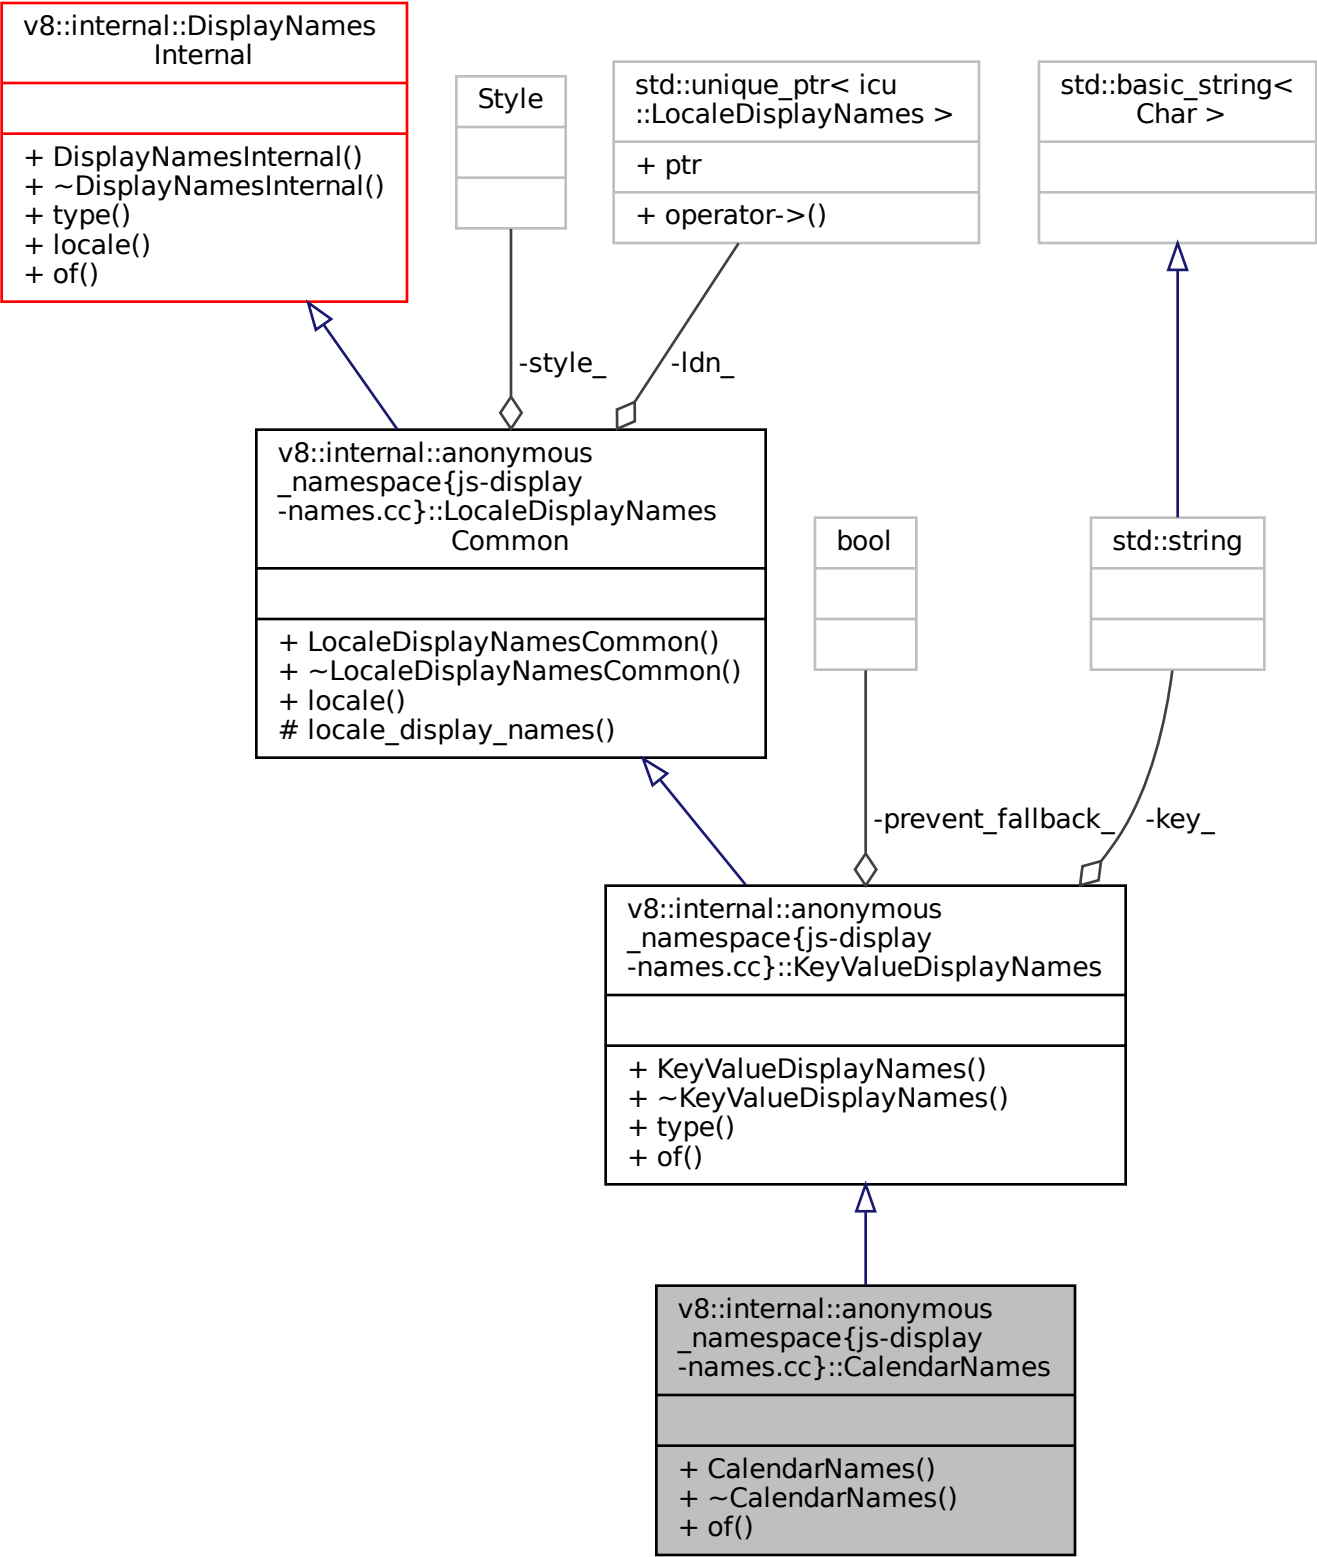 v8::internal::DisplayNames
Internal
+ DisplayNamesInternal()
+ ~DisplayNamesInternal()
+ type()
+ locale()
+ of()
Style
std::unique_ptr< icu
::LocaleDisplayNames >
+ ptr
+ operator->()
std::basic_string<
Char >
-style_
-ldn_
v8::internal::anonymous
_namespace{js-display
-names.cc}::LocaleDisplayNames
Common
+ LocaleDisplayNamesCommon()
+ ~LocaleDisplayNamesCommon()
+ locale()
# locale_display_names()
bool
std::string
-prevent_fallback_
-key_
v8::internal::anonymous
_namespace{js-display
-names.cc}::KeyValueDisplayNames
+ KeyValueDisplayNames()
+ ~KeyValueDisplayNames()
+ type()
+ of()
v8::internal::anonymous
_namespace{js-display
-names.cc}::CalendarNames
+ CalendarNames()
+ ~CalendarNames()
+ of()